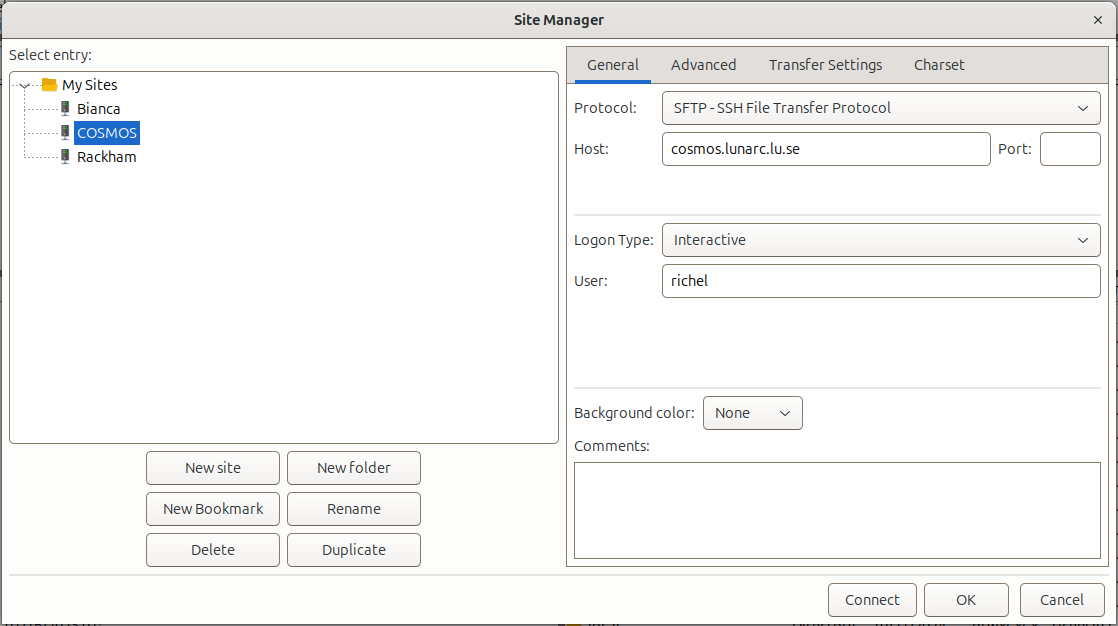 Site Manager
Select entry:
My Sites
Bianca
COSMOS
Rackham
New site
New folder
New Bookmark
Rename
Delete
Duplicate
General
Advanced
Transfer Settings
Charset
Protocol:
SFTP - SSH File Transfer Protocol
Host:
cosmos.lunarc.lu.se
Port:
Logon Type:
Interactive
User:
richel
Background color:
None
Comments:
Connect
OK
Cancel